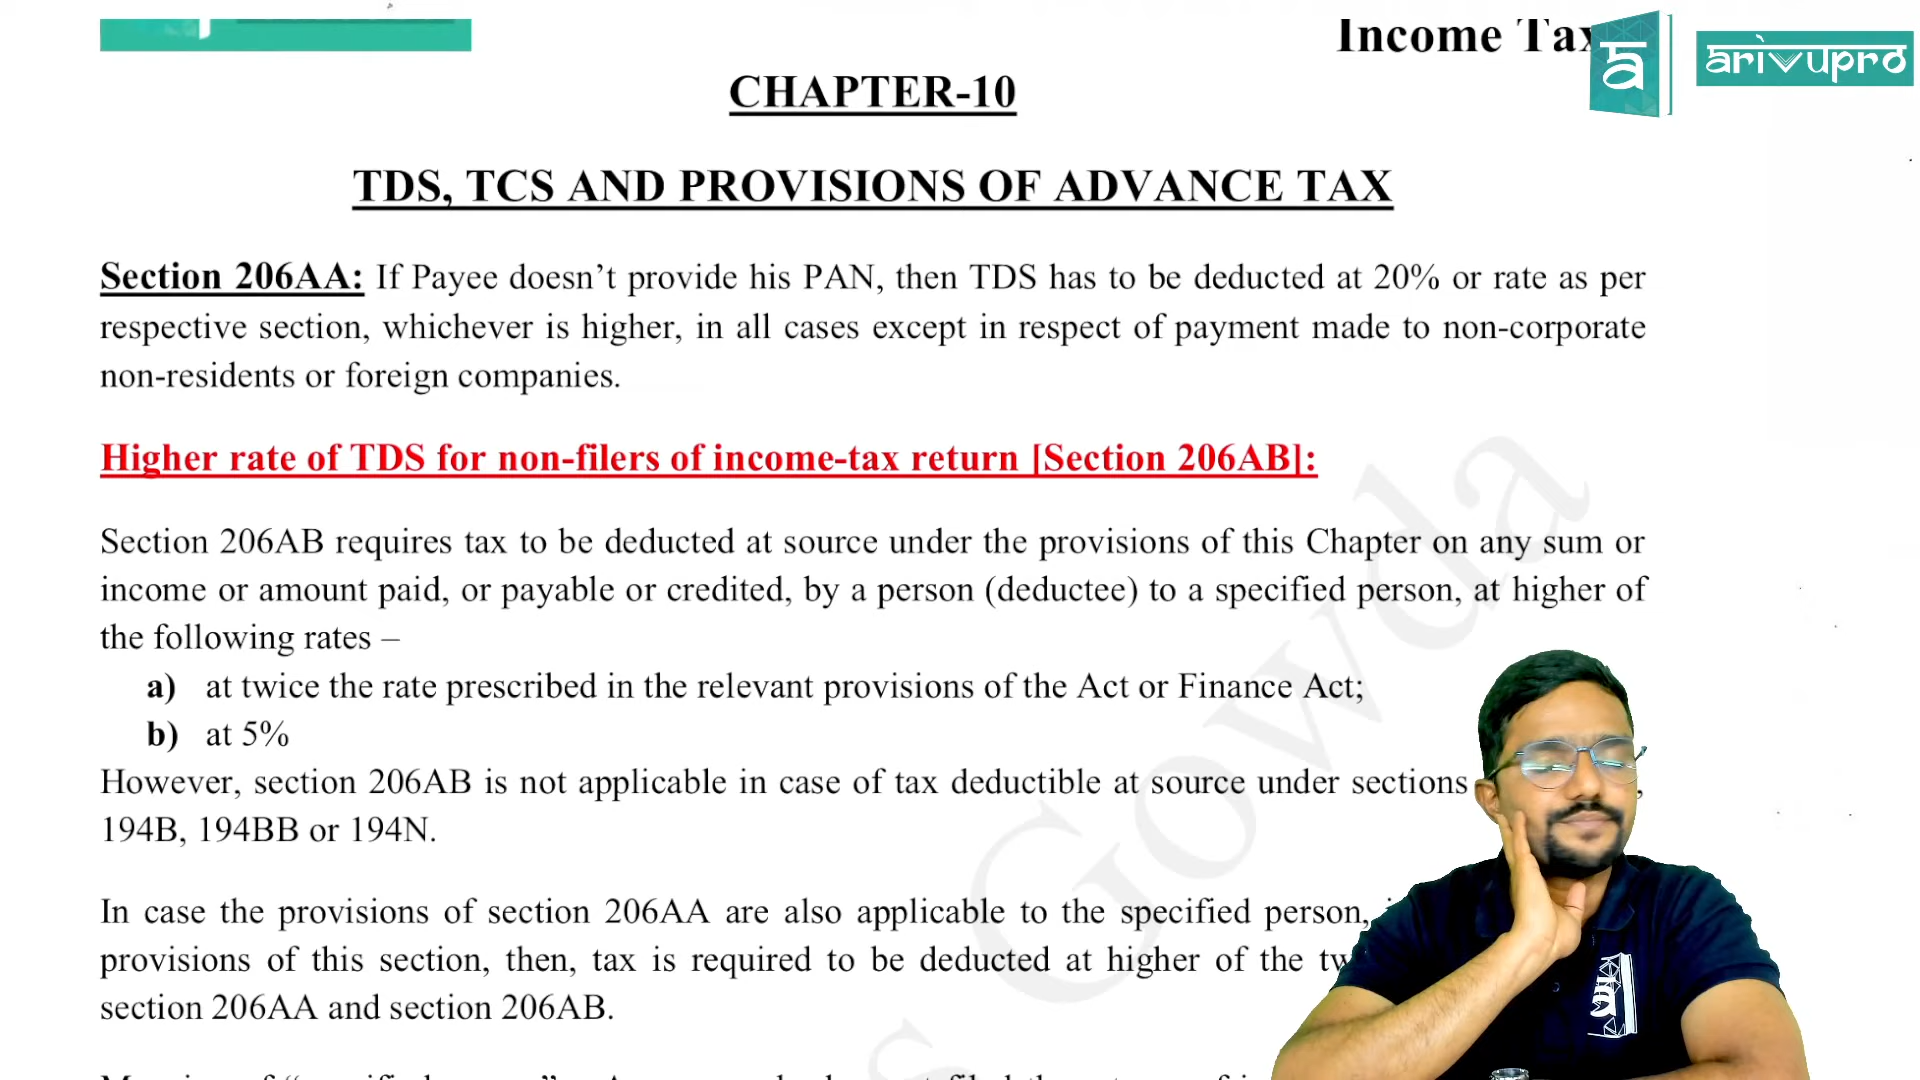 Income Tax
arivupro
CHAPTER-10
TDS, TCS AND PROVISIONS OF ADVANCE TAX
Section 206AA: If Payee doesn’t provide his PAN, then TDS has to be deducted at 20% or rate as per
respective section, whichever is higher, in all cases except in respect of payment made to non-corporate
non-residents or foreign companies.
Higher rate of TDS for non-filers of income-tax return [Section 206AB]:
Section 206AB requires tax to be deducted at source under the provisions of this Chapter on any sum or
income or amount paid, or payable or credited, by a person (deductee) to a specified person, at higher of
the following rates –
a) at twice the rate prescribed in the relevant provisions of the Act or Finance Act;
b) at 5%
However, section 206AB is not applicable in case of tax deductible at source under sections
194B, 194BB or 194N.
In case the provisions of section 206AA are also applicable to the specified person,
provisions of this section, then, tax is required to be deducted at higher of the
section 206AA and section 206AB.
Gowda